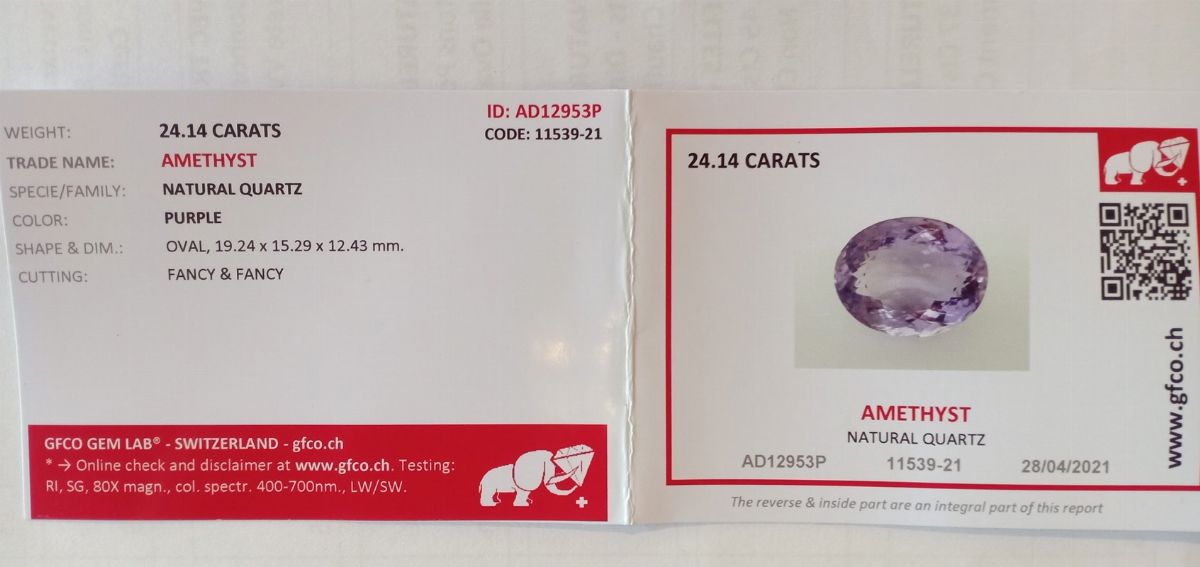 ID: AD12953P
WEIGHT: 24.14 CARATS CODE: 11539-21
TRADE NAME: AMETHYST
SPECIE/FAMILY: NATURAL QUARTZ
COLOR: PURPLE
SHAPE & DIM.: OVAL, 19.24 x 15.29 x 12.43 mm.
CUTTING: FANCY & FANCY
GFCO GEM LAB® - SWITZERLAND - gfco.ch
* → Online check and disclaimer at www.gfco.ch. Testing:
RI, SG, 80X magn., col. spectr. 400-700nm., LW/SW.
24.14 CARATS
www.gfco.ch
AMETHYST
NATURAL QUARTZ
AD12953P 11539-21 28/04/2021
The reverse & inside part are an integral part of this report